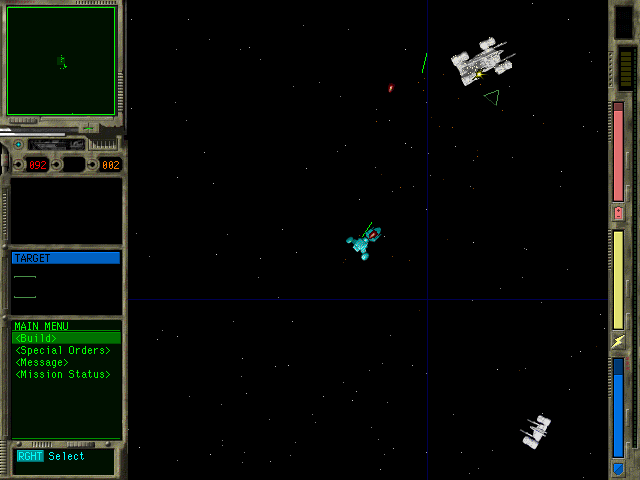 092 002
TARGET
MAIN MENU
<Build>
<Special Orders>
<Message>
<Mission Status>
RGHT Select